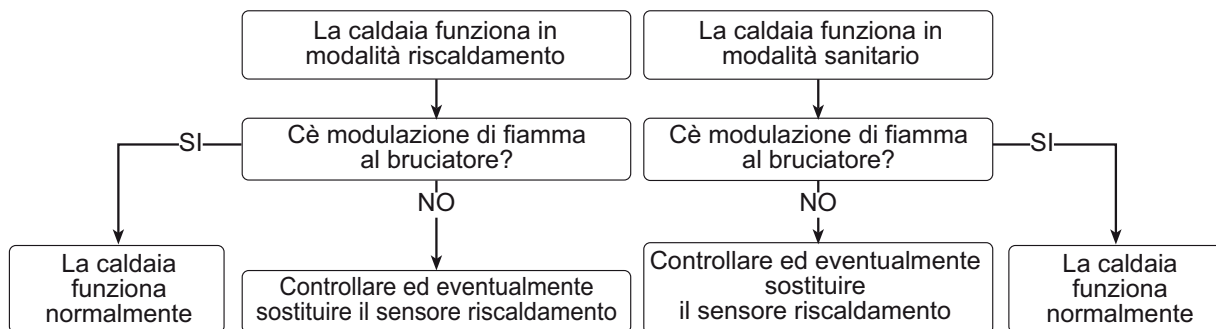 La caldaia funziona in
modalità riscaldamento
La caldaia funziona in
modalità sanitario
Cè modulazione di fiamma
al bruciatore?
Cè modulazione di fiamma
al bruciatore?
SI
SI
NO
NO
La caldaia
funziona
normalmente
Controllare ed eventualmente
sostituire il sensore riscaldamento
Controllare ed eventualmente
sostituire
il sensore riscaldamento
La caldaia
funziona
normalmente